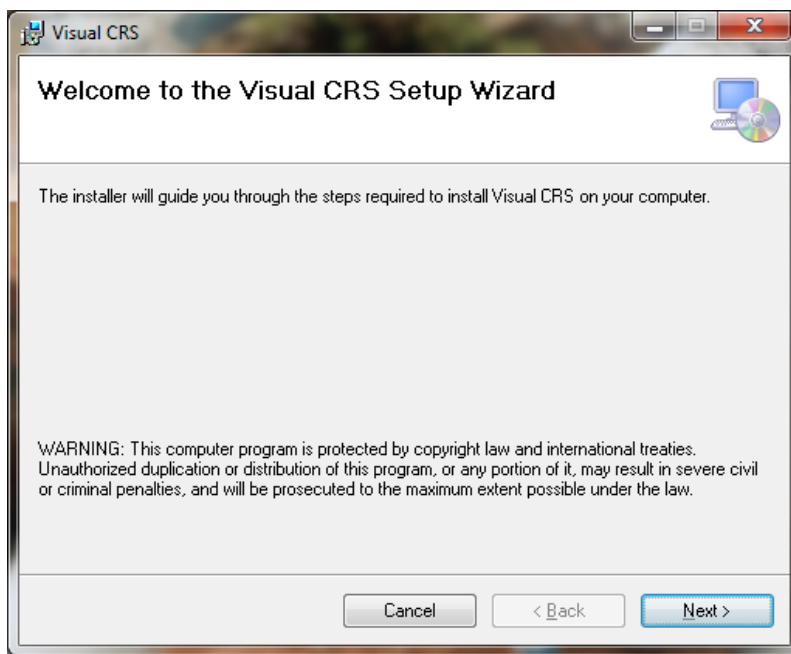 Visual CRS
Welcome to the Visual CRS Setup Wizard
The installer will guide you through the steps required to install Visual CRS on your computer.
WARNING: This computer program is protected by copyright law and international treaties.
Unauthorized duplication or distribution of this program, or any portion of it, may result in severe civil
or criminal penalties, and will be prosecuted to the maximum extent possible under the law.
Cancel < Back Next >